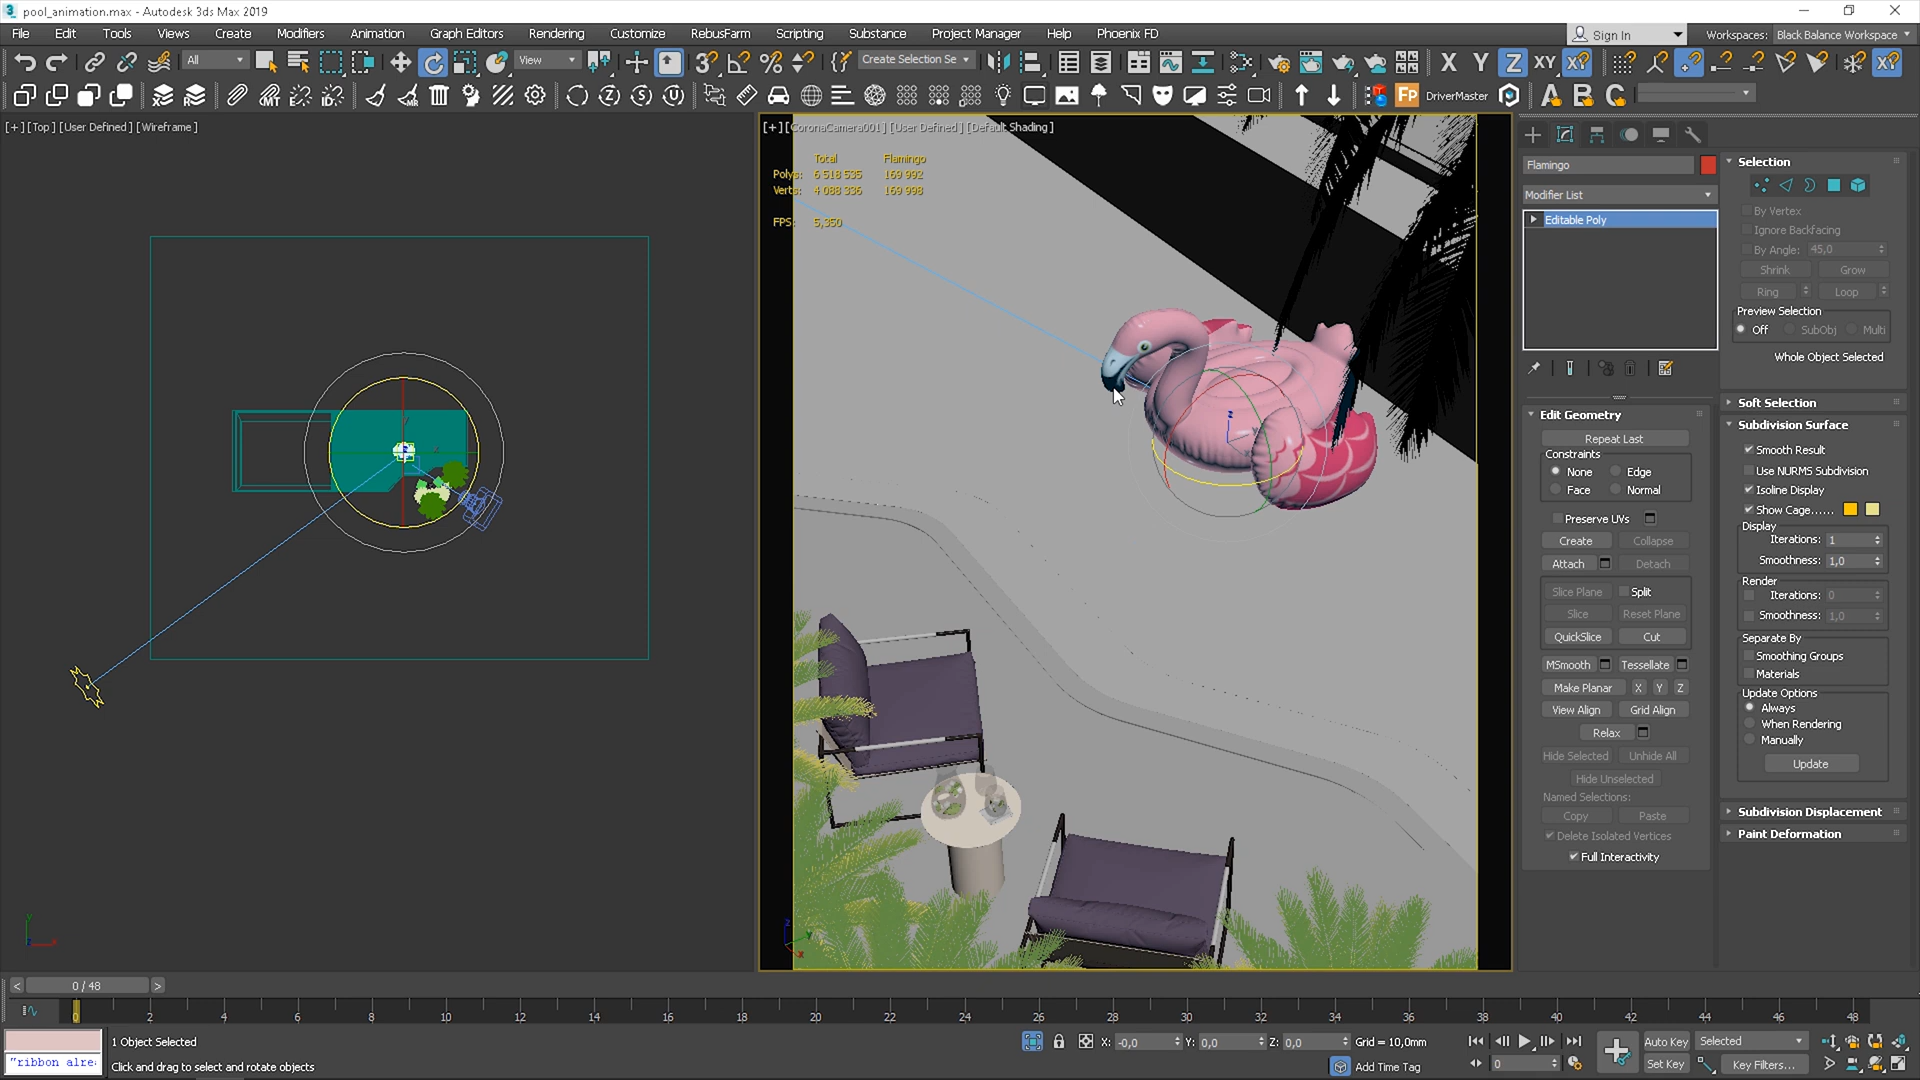 pool_animation.max - Autodesk 3ds Max 2019
File Edit Tools Views Create Modifiers Animation Graph Editors Rendering Customize RebusFarm Scripting Substance Project Manager Help Phoenix FD
Sign In Workspaces: Black Balance Workspace
All View Create Selection Se X Y Z XY XY
DriverMaster
[+] [Top ] [User Defined ] [Wireframe ]
[+] [CoronaCamera001 ] [User Defined ] [Default Shading ]
Total Flamingo
Polys: 6 518 535 169 992
Verts: 4 088 336 169 998
FPS: 5,350
Flamingo
Modifier List
Editable Poly
Edit Geometry
Repeat Last
Constraints
None Edge
Face Normal
Preserve UVs
Create Collapse
Attach Detach
Slice Plane Split
Slice Reset Plane
QuickSlice Cut
MSmooth Tessellate
Make Planar X Y Z
View Align Grid Align
Relax
Hide Selected Unhide All
Hide Unselected
Named Selections:
Copy Paste
Delete Isolated Vertices
Full Interactivity
Selection
By Vertex
Ignore Backfacing
By Angle: 45,0
Shrink Grow
Ring Loop
Preview Selection
Off SubObj Multi
Whole Object Selected
Soft Selection
Subdivision Surface
Smooth Result
Use NURMS Subdivision
Isoline Display
Show Cage......
Display
Iterations: 1
Smoothness: 1,0
Render
Iterations: 0
Smoothness: 1,0
Separate By
Smoothing Groups
Materials
Update Options
Always
When Rendering
Manually
Update
Subdivision Displacement
Paint Deformation
< 0 / 48 >
0 2 4 6 8 10 12 14 16 18 20 22 24 26 28 30 32 34 36 38 40 42 44 46 48
1 Object Selected X: -0,0 Y: 0,0 Z: 0,0 Grid = 10,0mm Auto Key Selected
"ribbon alrea Click and drag to select and rotate objects Add Time Tag 0 Set Key Key Filters...